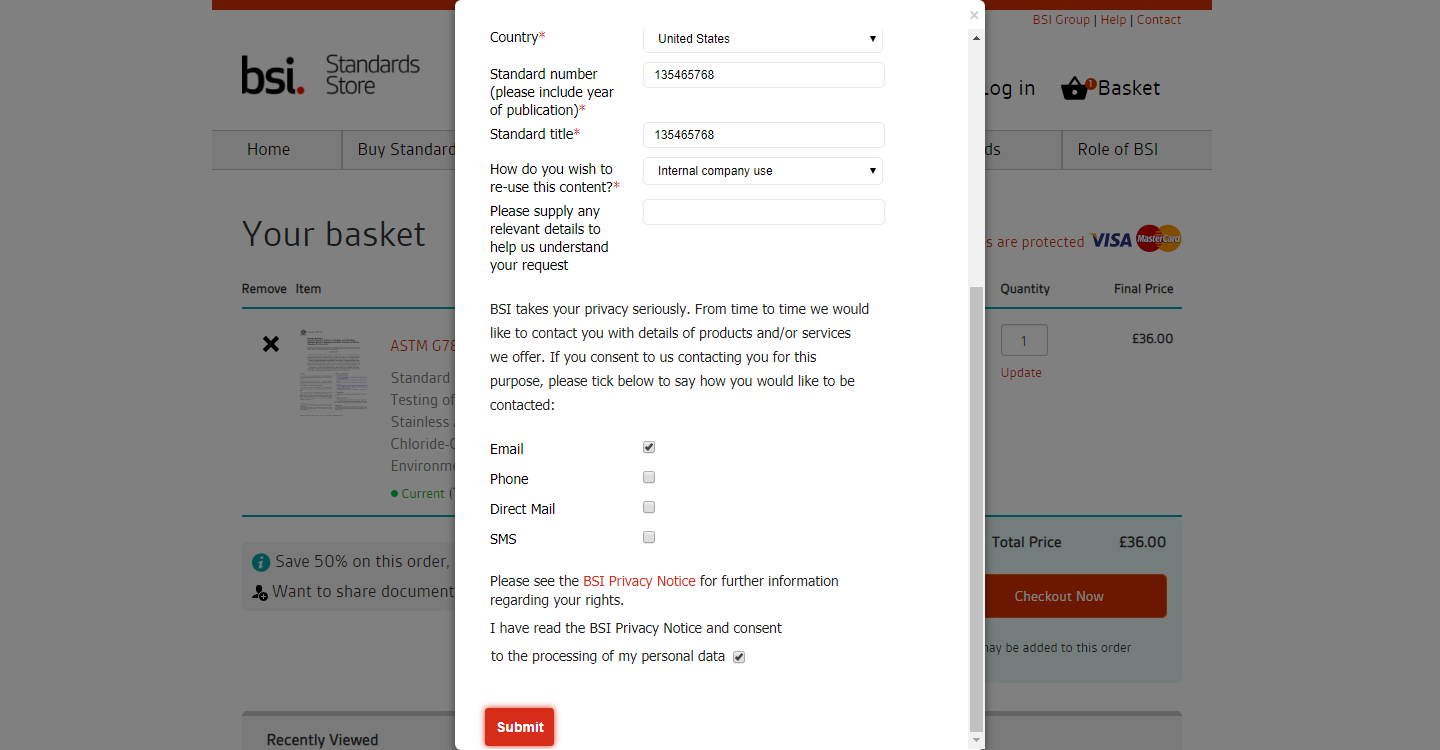 BSI Group | Help | Contact
×
Country*
United States
bsi.
Standards
Store
Standard number
(please include year
of publication)*
135465768
og in
1
Basket
Standard title*
135465768
Home
Buy Standard
ds
Role of BSI
How do you wish to
re-use this content?*
Internal company use
Please supply any
relevant details to
help us understand
your request
Your basket
s are protected
VISA
MasterCard
Remove
Item
Quantity
Final Price
BSI takes your privacy seriously. From time to time we would
like to contact you with details of products and/or services
we offer. If you consent to us contacting you for this
purpose, please tick below to say how you would like to be
contacted:
ASTM G78
Standard
Testing of
Stainless
Chloride-C
Environme
Current (
1
£36.00
Update
Email
Phone
Direct Mail
SMS
Save 50% on this order,
Want to share document
Total Price
£36.00
Checkout Now
may be added to this order
Please see the BSI Privacy Notice for further information
regarding your rights.
I have read the BSI Privacy Notice and consent
to the processing of my personal data
Submit
Recently Viewed